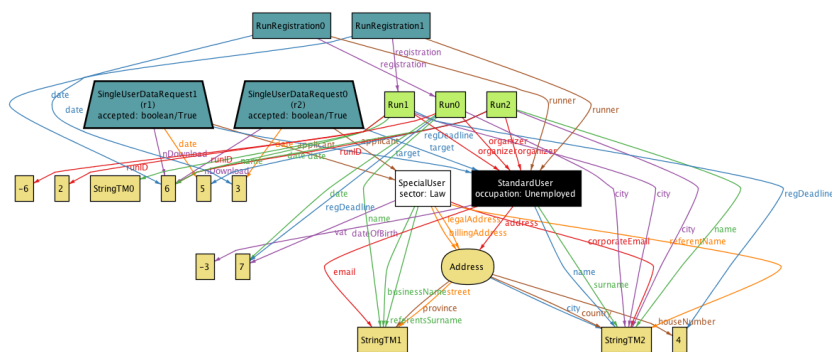 RunRegistration0
RunRegistration1
registration
registration
SingleUserDataRequest1
(r1)
accepted: boolean/True
SingleUserDataRequest0
(r2)
accepted: boolean/True
date
date
Run1
Run0
Run2
runner
runner
date
nDownload
runID
applicant
date date
name
nDownload
applicant
runID
regDeadline
target
target
organizer
organizer
organizer
runID
-6
2
StringTM0
6
5
3
SpecialUser
sector: Law
StandardUser
occupation: Unemployed
city
city
regDeadline
date
regDeadline
name
legalAddress
billingAddress
address
corporateEmail
city
name
referentName
vat
dateOfBirth
-3
7
email
Address
name
surname
businessName
street
province
referentsSurname
city
country
houseNumber
StringTM1
StringTM2
4